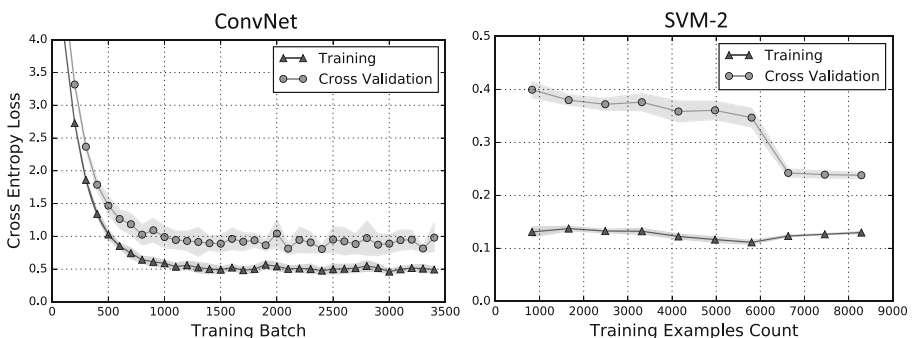 ConvNet
4.0
3.5
3.0
2.5
2.0
1.5
1.0
0.5
0.0
Cross Entropy Loss
Training
Cross Validation
0 500 1000 1500 2000 2500 3000 3500
Traning Batch
SVM-2
0.5
0.4
0.3
0.2
0.1
0.0
Training
Cross Validation
0 1000 2000 3000 4000 5000 6000 7000 8000 9000
Training Examples Count